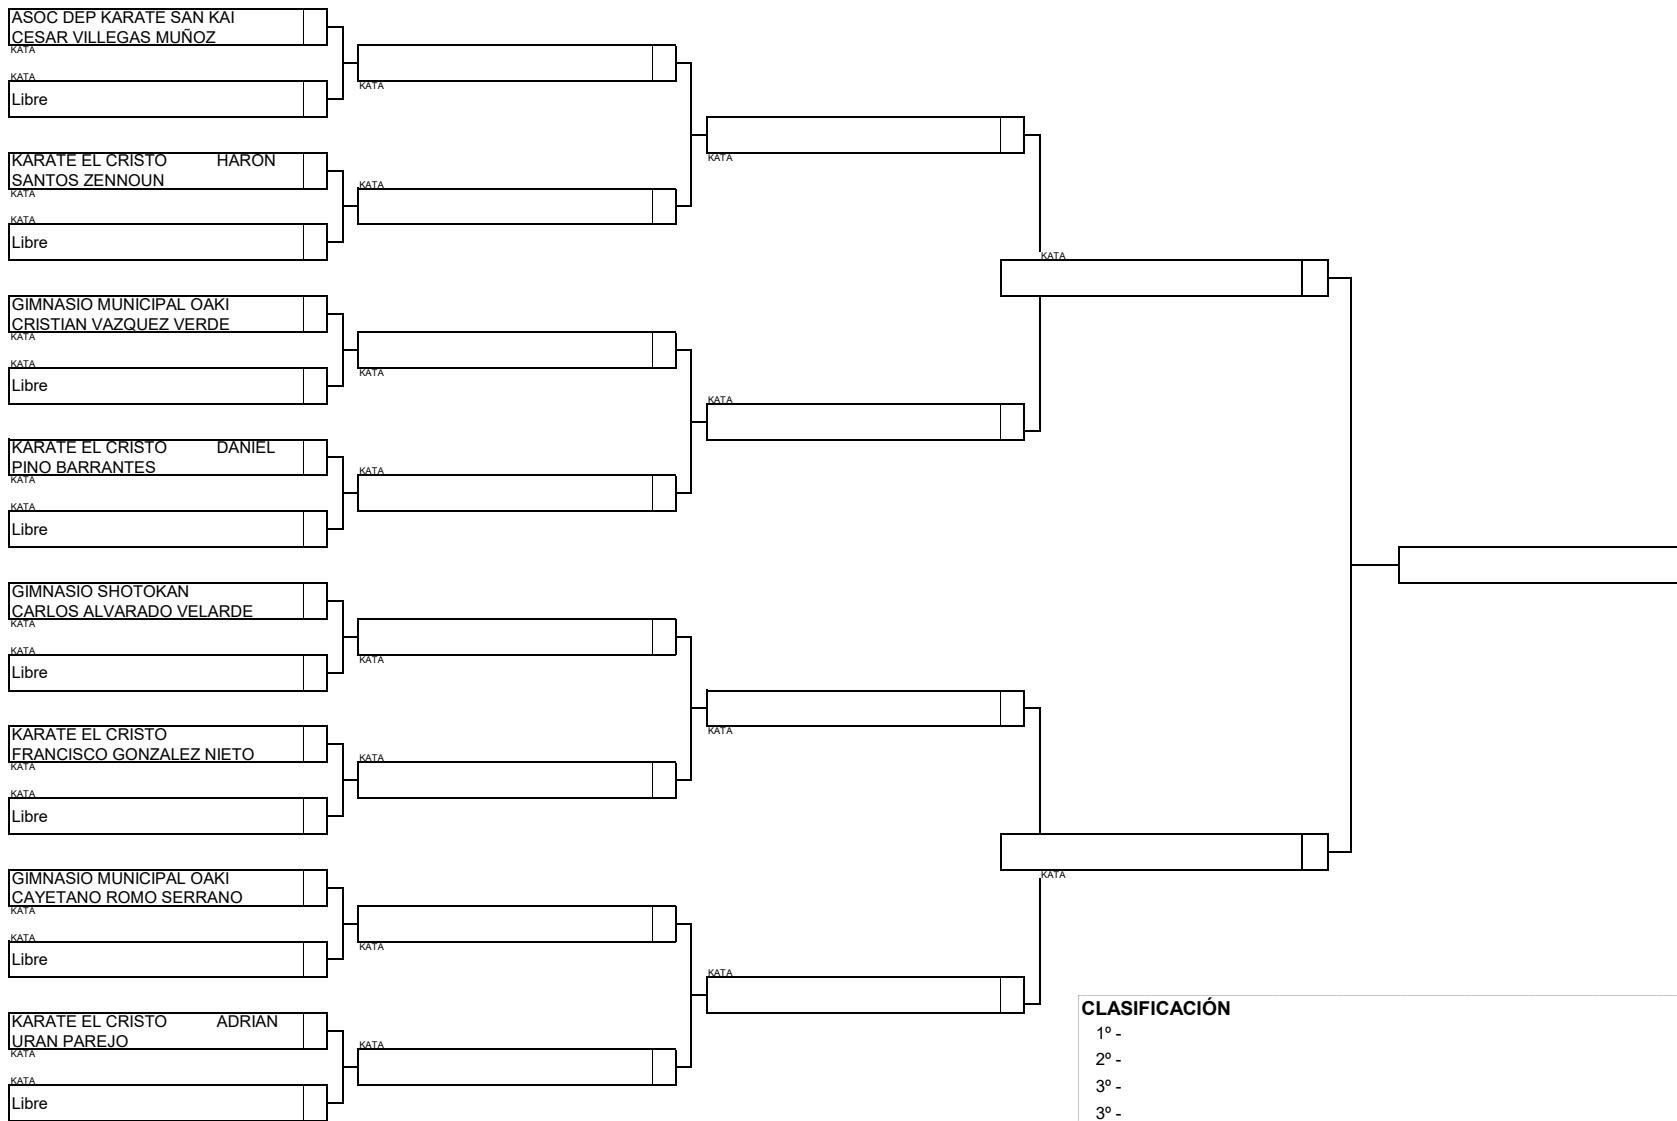 ASOC DEP KARATE SAN KAI
CESAR VILLEGAS MUÑOZ
KATA
KATA
Libre
KARATE EL CRISTO HARON
SANTOS ZENNOUN
KATA
KATA
Libre
GIMNASIO MUNICIPAL OAKI
CRISTIAN VAZQUEZ VERDE
KATA
KATA
Libre
KARATE EL CRISTO DANIEL
PINO BARRANTES
KATA
KATA
Libre
GIMNASIO SHOTOKAN
CARLOS ALVARADO VELARDE
KATA
KATA
Libre
KARATE EL CRISTO
FRANCISCO GONZALEZ NIETO
KATA
KATA
Libre
GIMNASIO MUNICIPAL OAKI
CAYETANO ROMO SERRANO
KATA
KATA
Libre
KARATE EL CRISTO ADRIAN
URAN PAREJO
KATA
KATA
Libre
KATA
KATA
KATA
KATA
KATA
KATA
KATA
KATA
KATA
KATA
KATA
KATA
KATA
KATA
CLASIFICACIÓN
1º -
2º -
3º -
3º -